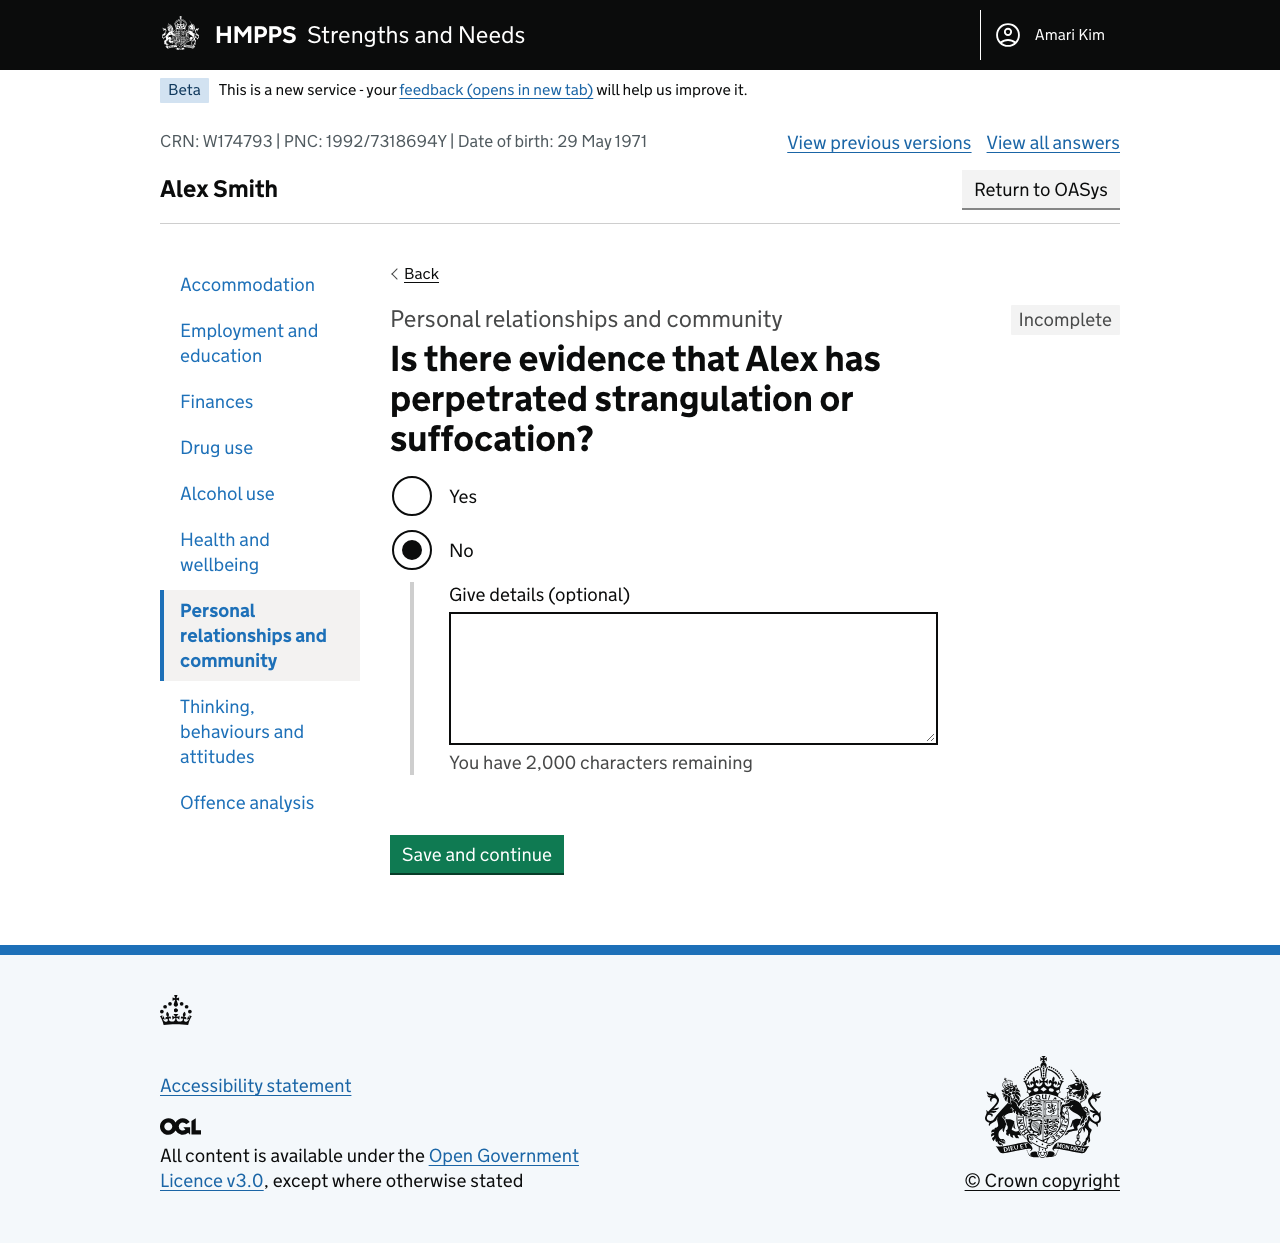 HMPPS Strengths and Needs
Amari Kim
Beta
This is a new service - your feedback (opens in new tab) will help us improve it.
CRN: W174793 | PNC: 1992/7318694Y | Date of birth: 29 May 1971
View previous versions
View all answers
Alex Smith
Return to OASys
Accommodation
Employment and
education
Finances
Drug use
Alcohol use
Health and
wellbeing
Personal
relationships and
community
Thinking,
behaviours and
attitudes
Offence analysis
Back
Personal relationships and community
Incomplete
Is there evidence that Alex has
perpetrated strangulation or
suffocation?
Yes
No
Give details (optional)
You have 2,000 characters remaining
Save and continue
Accessibility statement
OGL
All content is available under the Open Government
Licence v3.0, except where otherwise stated
© Crown copyright